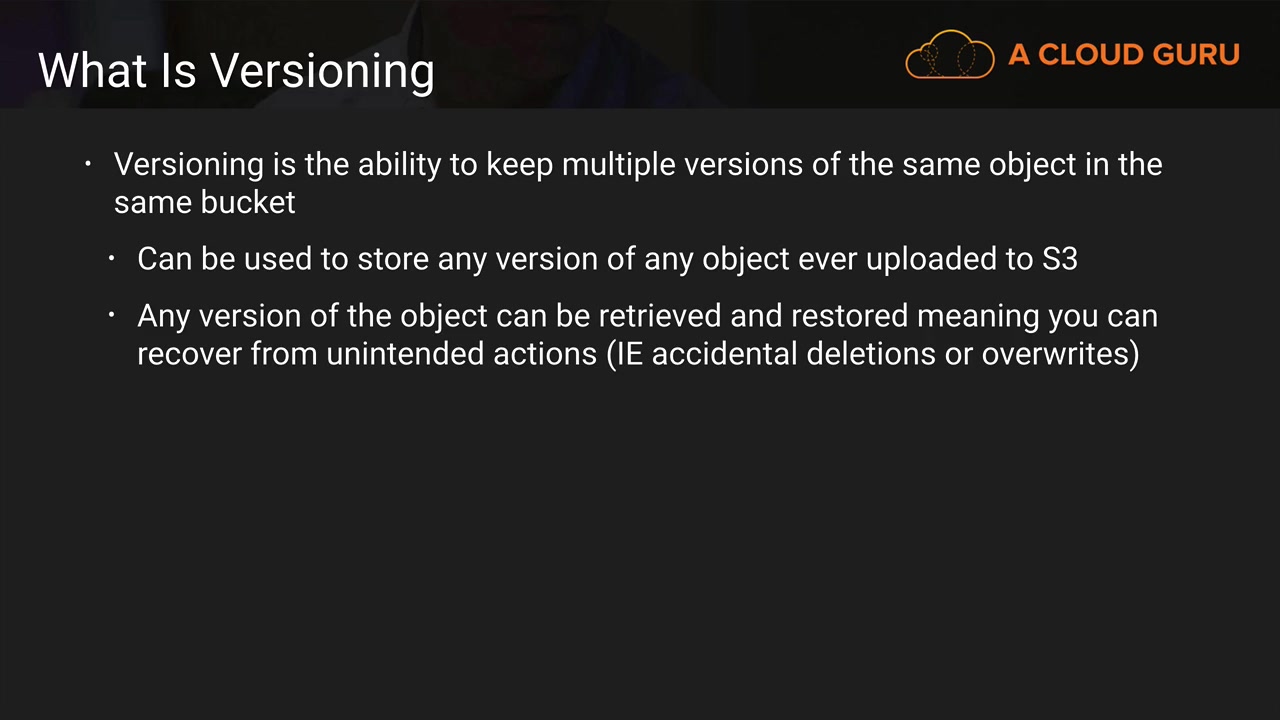 What Is Versioning
A CLOUD GURU
• Versioning is the ability to keep multiple versions of the same object in the
same bucket
• Can be used to store any version of any object ever uploaded to S3
• Any version of the object can be retrieved and restored meaning you can
recover from unintended actions (IE accidental deletions or overwrites)